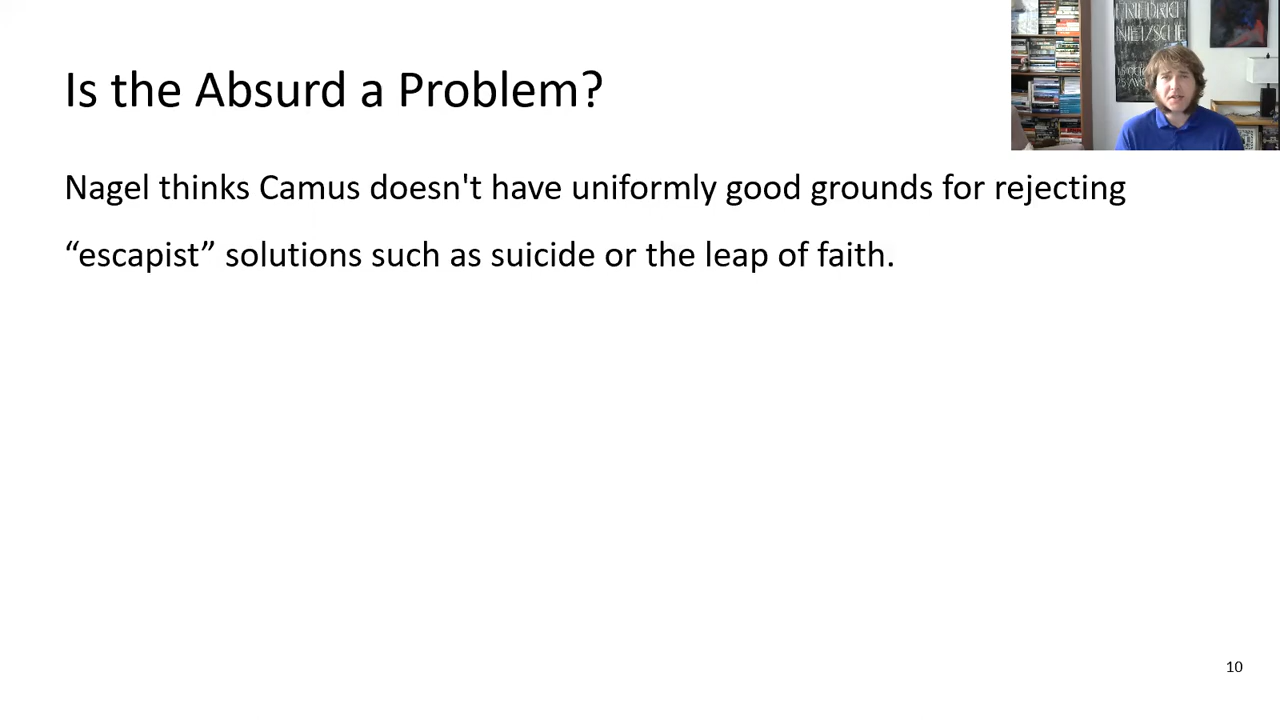 Is the Absurd a Problem?
Nagel thinks Camus doesn't have uniformly good grounds for rejecting
“escapist” solutions such as suicide or the leap of faith.
10
FRIEDRICH
NIETZSCHE